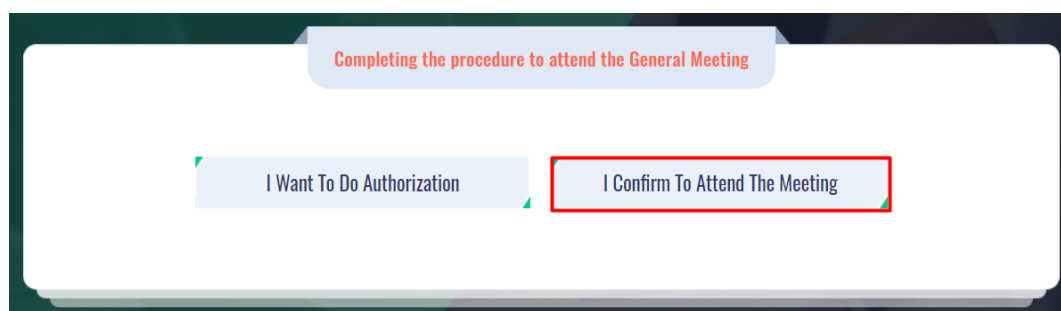 Completing the procedure to attend the General Meeting
I Want To Do Authorization
I Confirm To Attend The Meeting